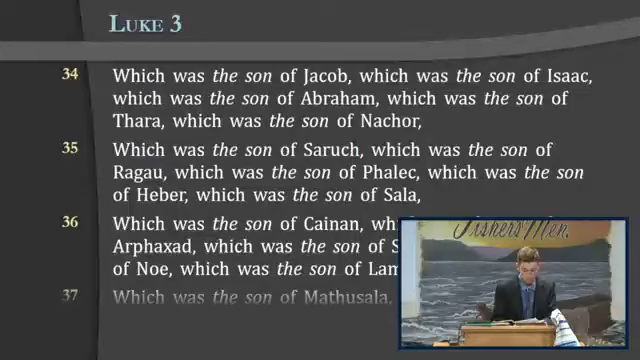 Luke 3
34 Which was the son of Jacob, which was the son of Isaac,
which was the son of Abraham, which was the son of
Thara, which was the son of Nachor,
35 Which was the son of Saruch, which was the son of
Ragau, which was the son of Phalec, which was the son
of Heber, which was the son of Sala,
36 Which was the son of Cainan,
Arphaxad, which was the son of
of Noe, which was the son of
37 Which was the son of Mathusala,
Fishers Men.